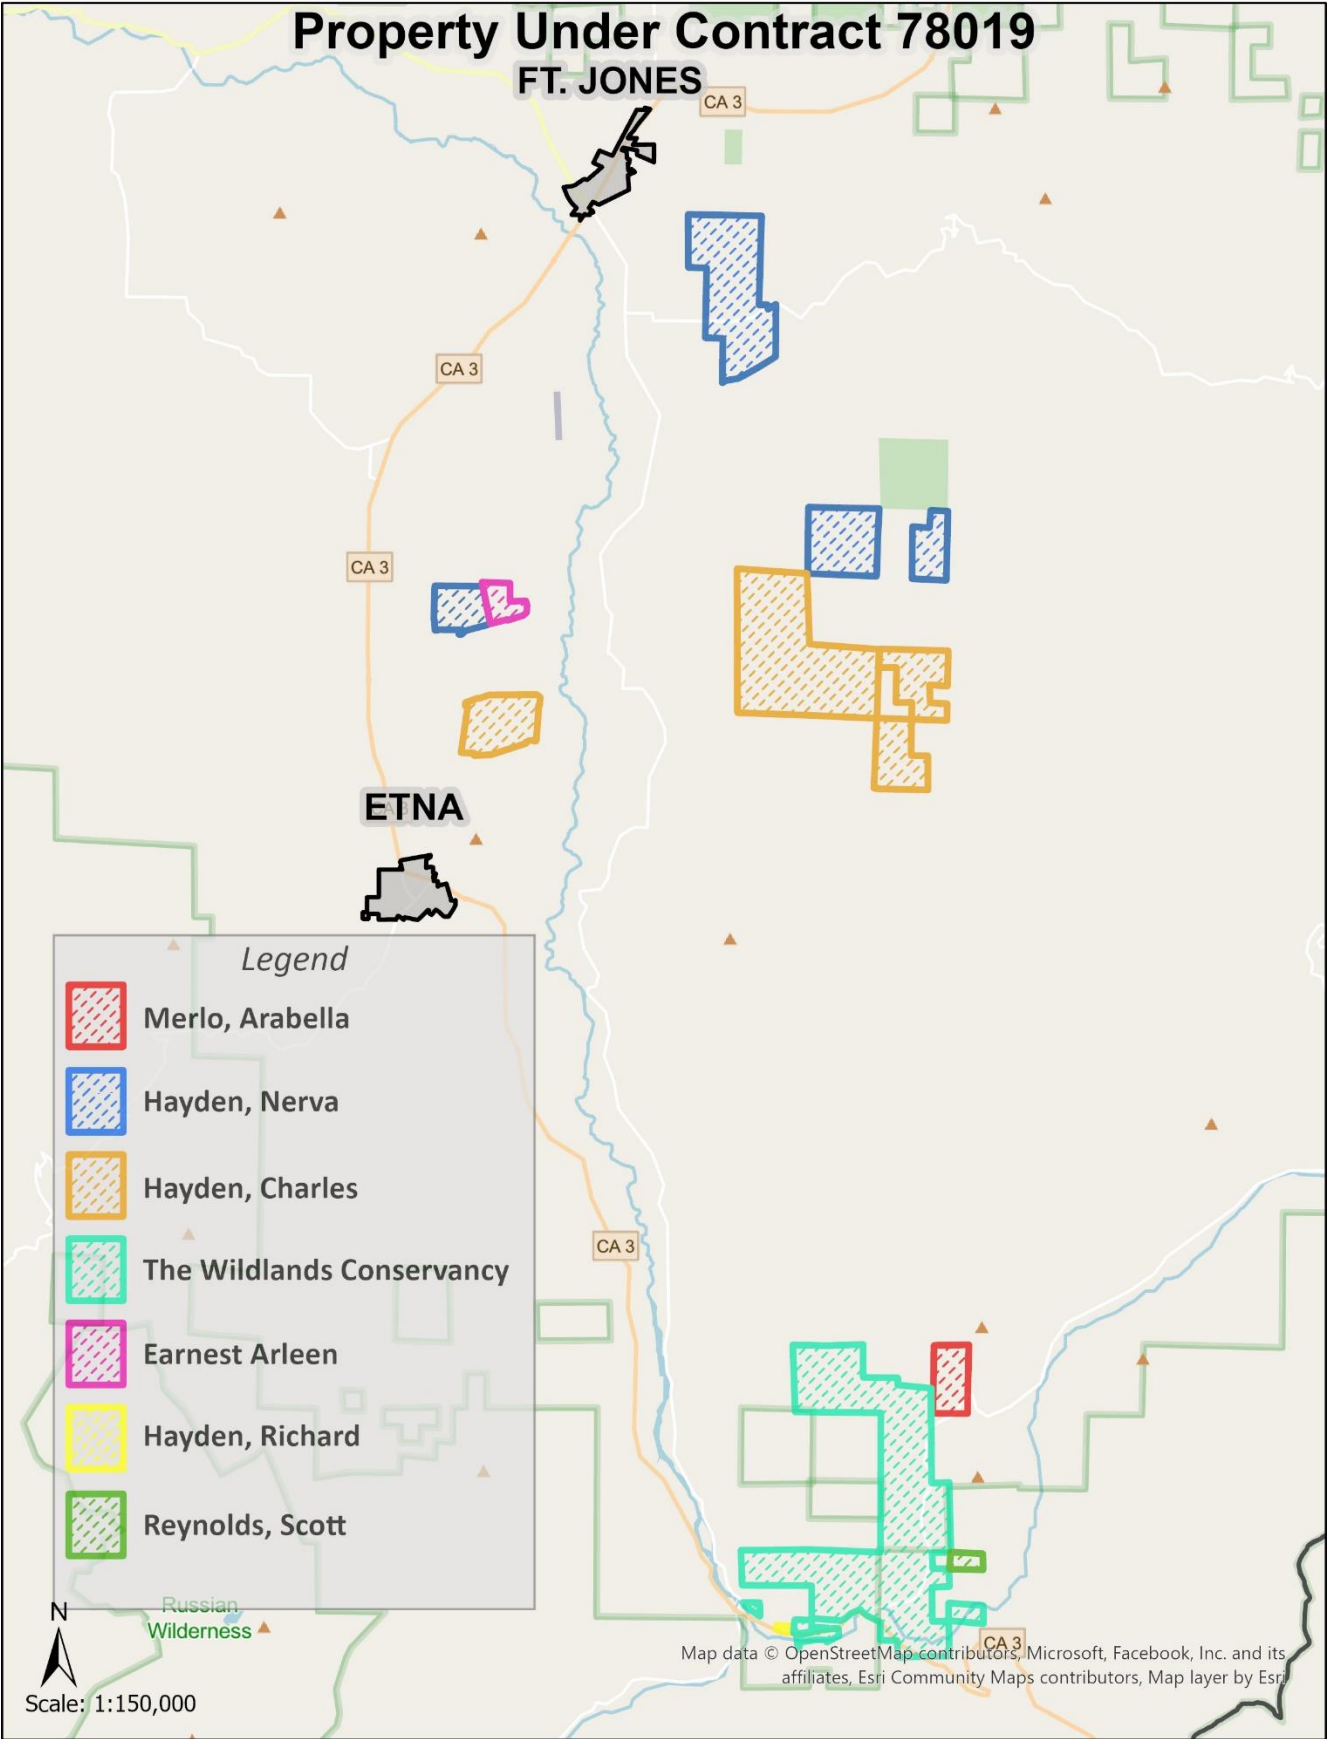 Property Under Contract 78019
FT. JONES
CA 3
CA 3
CA 3
ETNA
Legend
Merlo, Arabella
Hayden, Nerva
Hayden, Charles
CA 3
The Wildlands Conservancy
Earnest Arleen
Hayden, Richard
Reynolds, Scott
Russian
Wilderness
N
CA 3
Map data © OpenStreetMap contributors, Microsoft, Facebook, Inc. and its
affiliates, Esri Community Maps contributors, Map layer by Esri
Scale: 1:150,000